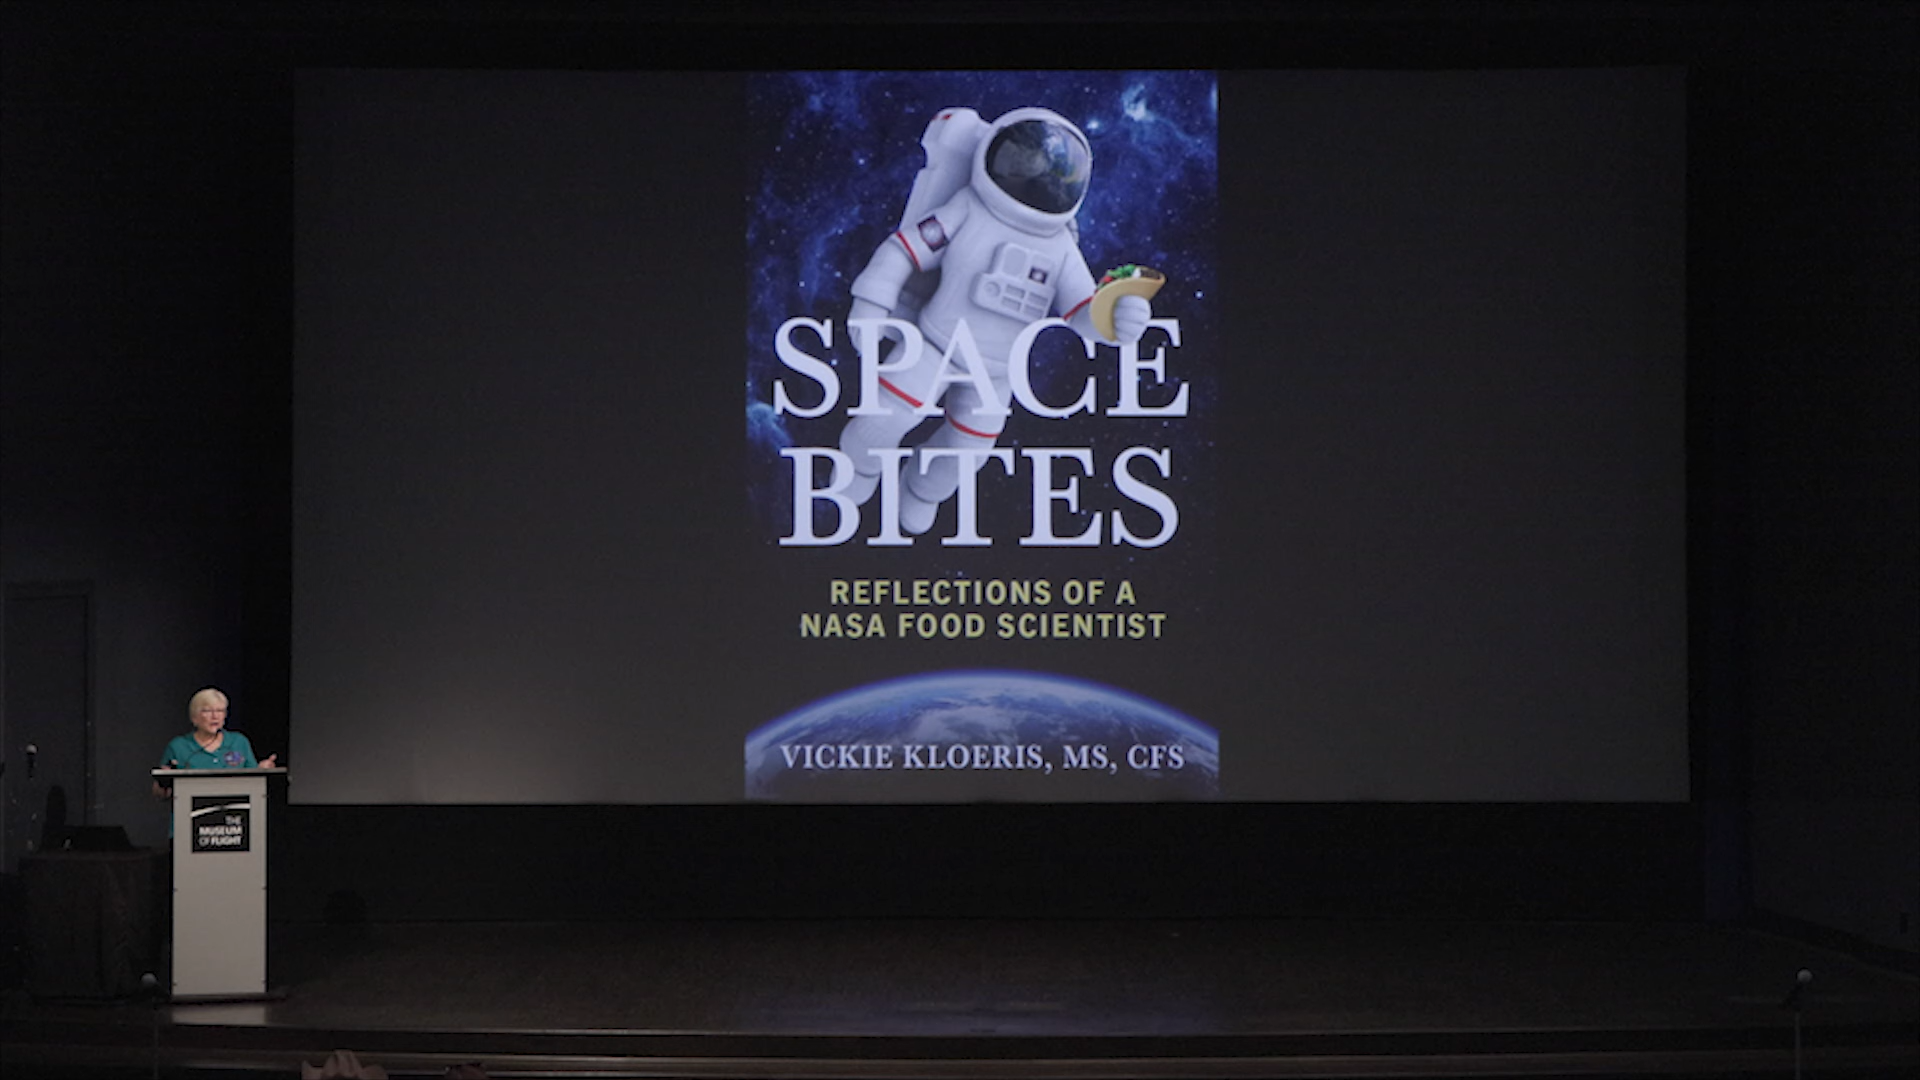 SPACE
BITES
REFLECTIONS OF A
NASA FOOD SCIENTIST
VICKIE KLOERIS, MS, CFS
THE
MUSEUM
OF FLIGHT